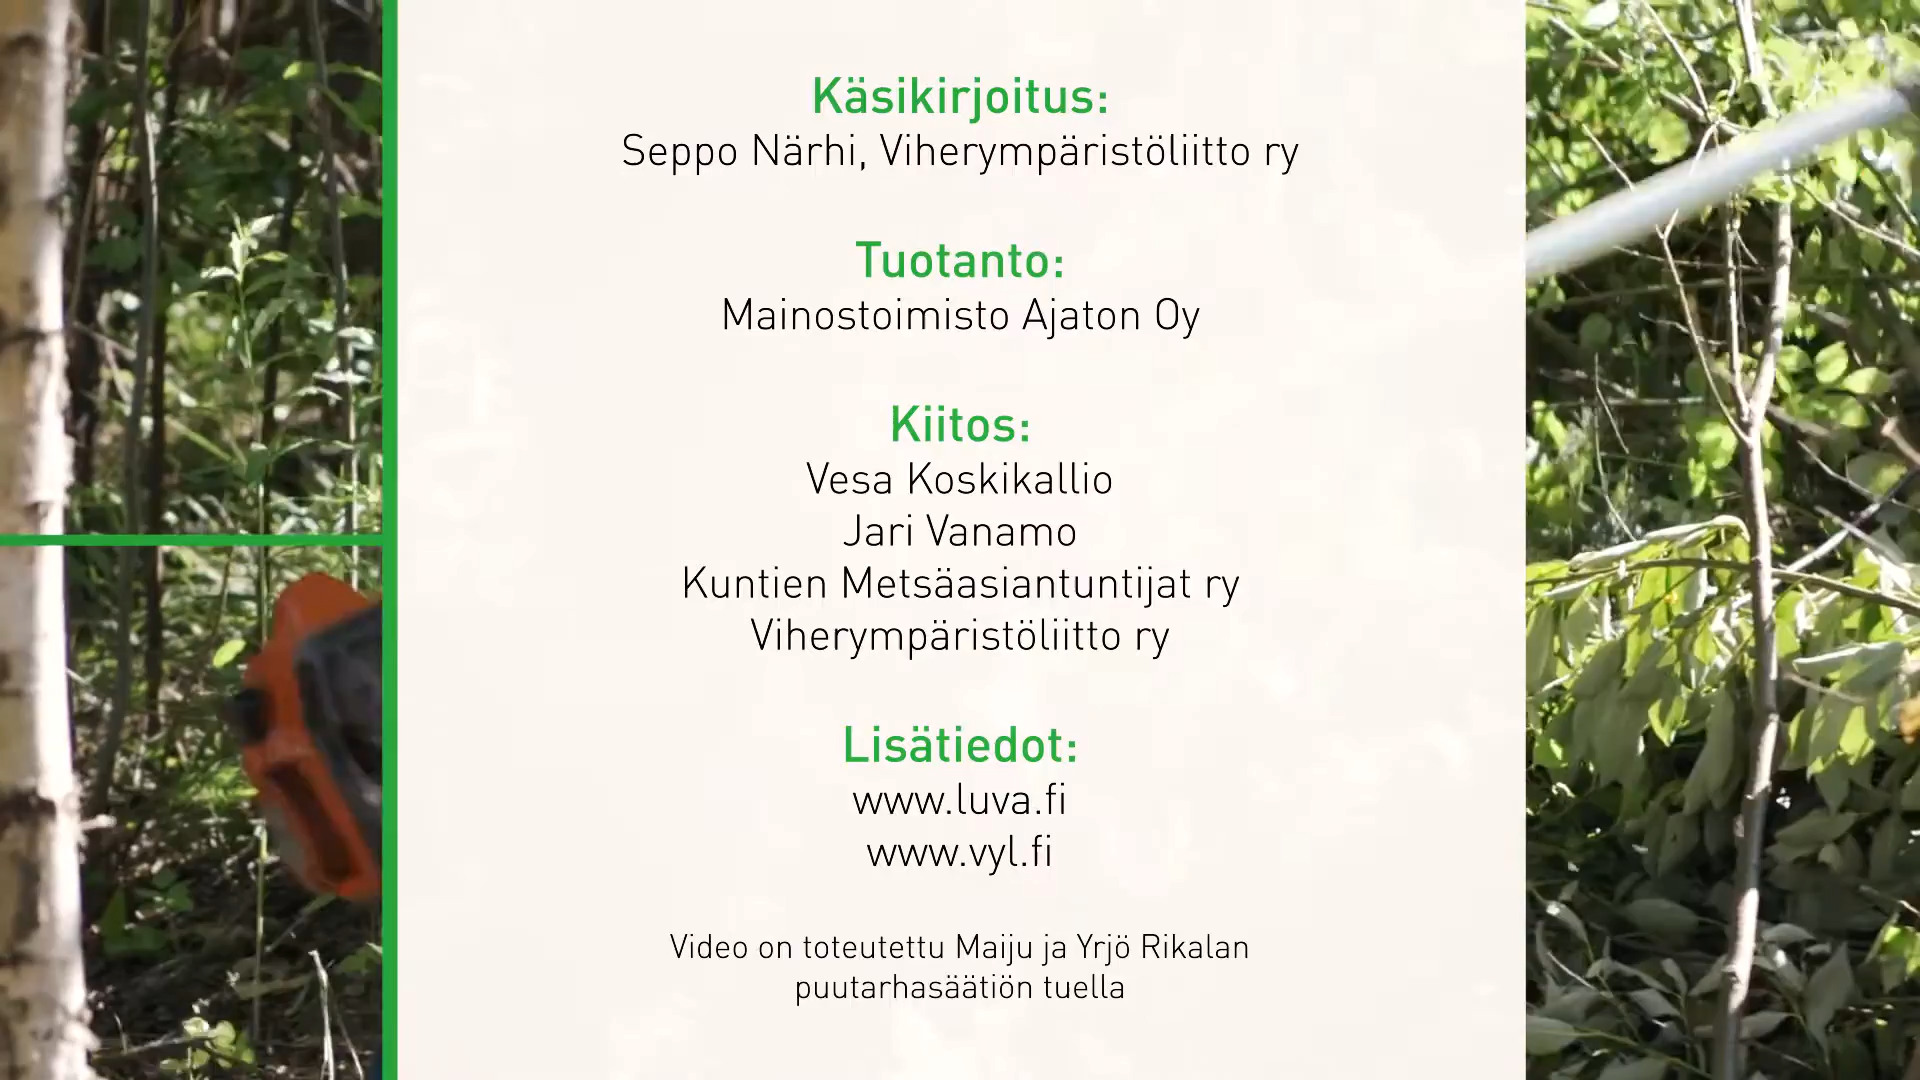 Käsikirjoitus:
Seppo Närhi, Viherympäristöliitto ry
Tuotanto:
Mainostoimisto Ajaton Oy
Kiitos:
Vesa Koskikallio
Jari Vanamo
Kuntien Metsäasiantuntijat ry
Viherympäristöliitto ry
Lisätiedot:
www.luva.fi
www.vyl.fi
Video on toteutettu Maiju ja Yrjö Rikalan
puutarhasäätiön tuella